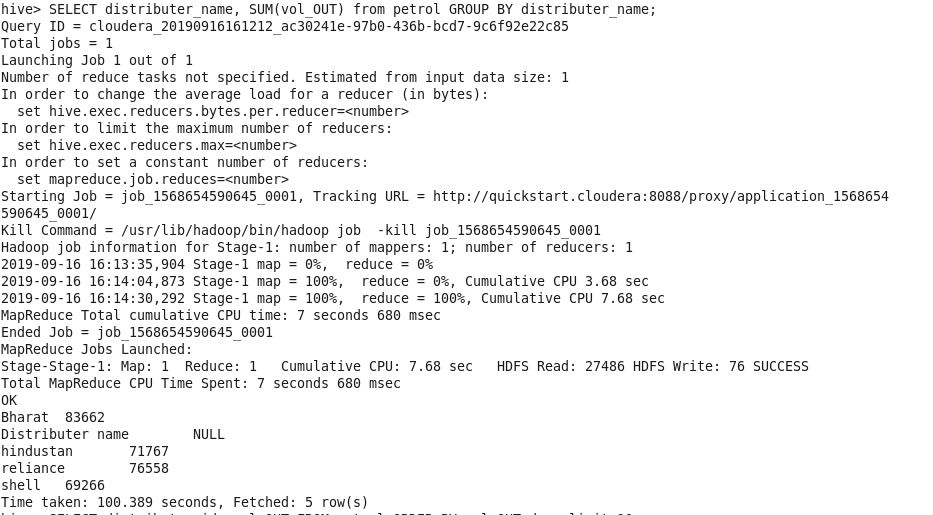 hive> SELECT distributer_name, SUM(vol_OUT) from petrol GROUP BY distributer_name;
Query ID = cloudera_20190916161212_ac30241e-97b0-436b-bcd7-9c6f92e22c85
Total jobs = 1
Launching Job 1 out of 1
Number of reduce tasks not specified. Estimated from input data size: 1
In order to change the average load for a reducer (in bytes):
  set hive.exec.reducers.bytes.per.reducer=<number>
In order to limit the maximum number of reducers:
  set hive.exec.reducers.max=<number>
In order to set a constant number of reducers:
  set mapreduce.job.reduces=<number>
Starting Job = job_1568654590645_0001, Tracking URL = http://quickstart.cloudera:8088/proxy/application_1568654
590645_0001/
Kill Command = /usr/lib/hadoop/bin/hadoop job  -kill job_1568654590645_0001
Hadoop job information for Stage-1: number of mappers: 1; number of reducers: 1
2019-09-16 16:13:35,904 Stage-1 map = 0%,  reduce = 0%
2019-09-16 16:14:04,873 Stage-1 map = 100%,  reduce = 0%, Cumulative CPU 3.68 sec
2019-09-16 16:14:30,292 Stage-1 map = 100%,  reduce = 100%, Cumulative CPU 7.68 sec
MapReduce Total cumulative CPU time: 7 seconds 680 msec
Ended Job = job_1568654590645_0001
MapReduce Jobs Launched:
Stage-Stage-1: Map: 1  Reduce: 1   Cumulative CPU: 7.68 sec   HDFS Read: 27486 HDFS Write: 76 SUCCESS
Total MapReduce CPU Time Spent: 7 seconds 680 msec
OK
Bharat	83662
Distributer name	NULL
hindustan	71767
reliance	76558
shell	69266
Time taken: 100.389 seconds, Fetched: 5 row(s)